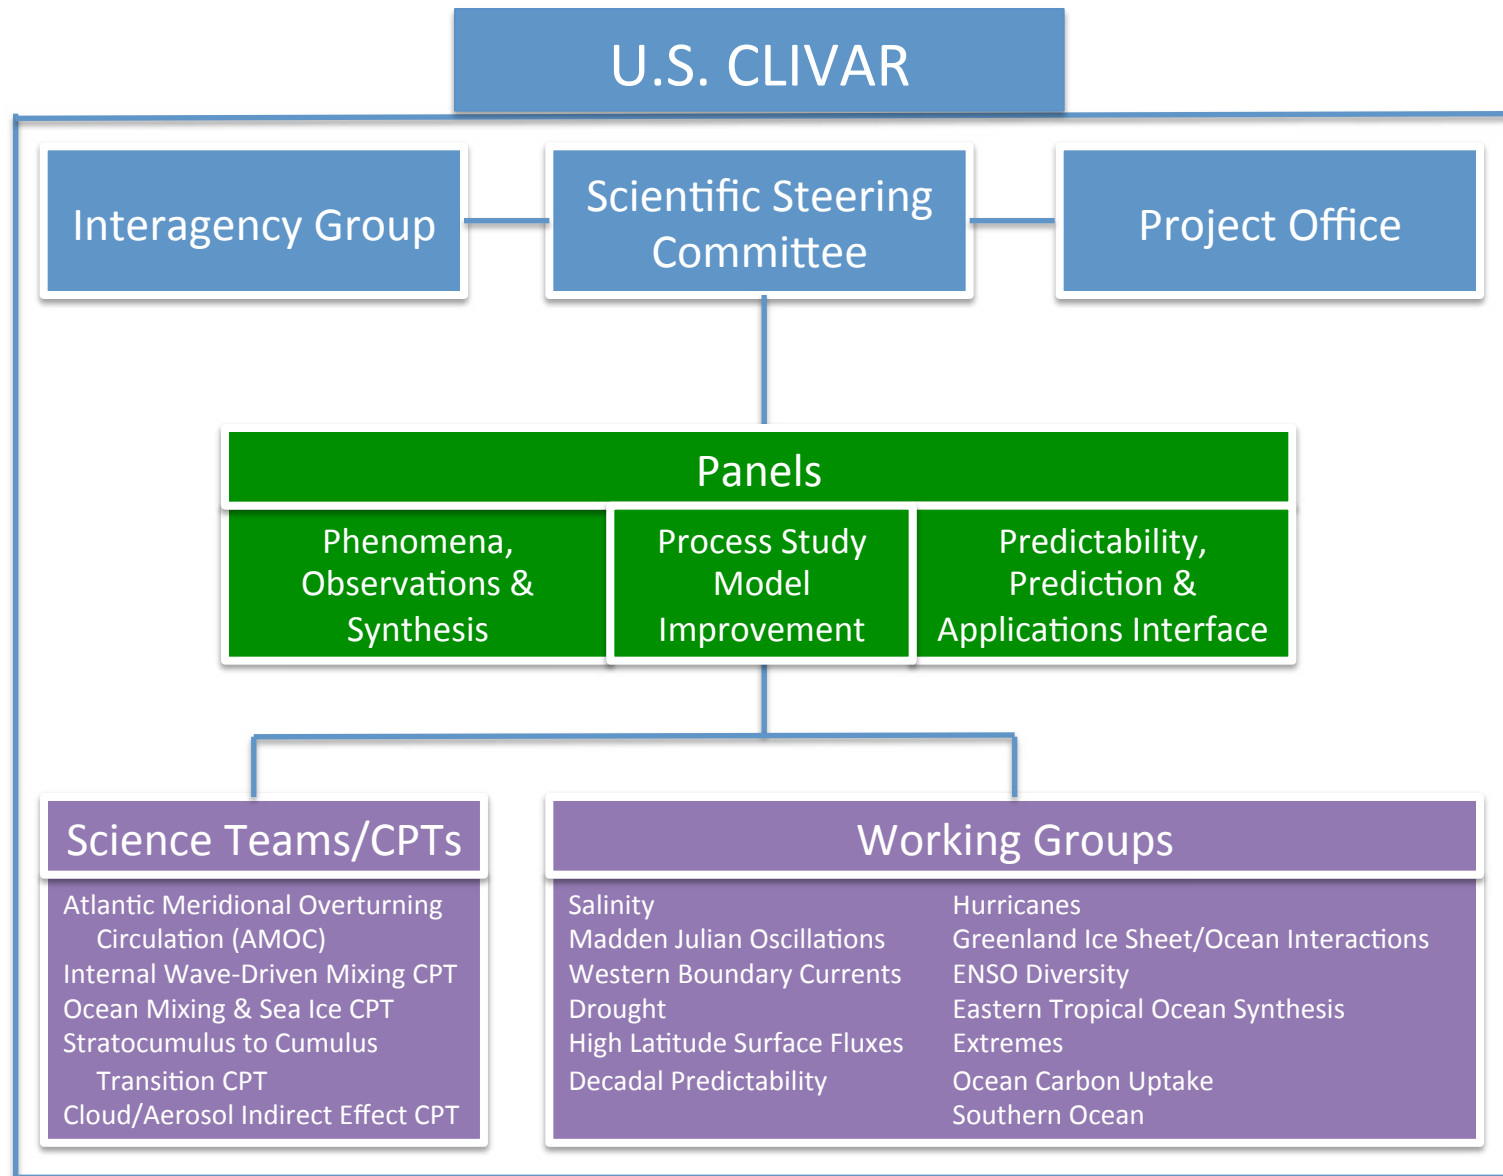 U.S. CLIVAR
Interagency Group
Scientific Steering
Committee
Project Office
Panels
Phenomena,
Observations &
Synthesis
Process Study
Model
Improvement
Predictability,
Prediction &
Applications Interface
Science Teams/CPTs
Atlantic Meridional Overturning
Circulation (AMOC)
Internal Wave-Driven Mixing CPT
Ocean Mixing & Sea Ice CPT
Stratocumulus to Cumulus
Transition CPT
Cloud/Aerosol Indirect Effect CPT
Working Groups
Salinity
Madden Julian Oscillations
Western Boundary Currents
Drought
High Latitude Surface Fluxes
Decadal Predictability
Hurricanes
Greenland Ice Sheet/Ocean Interactions
ENSO Diversity
Eastern Tropical Ocean Synthesis
Extremes
Ocean Carbon Uptake
Southern Ocean